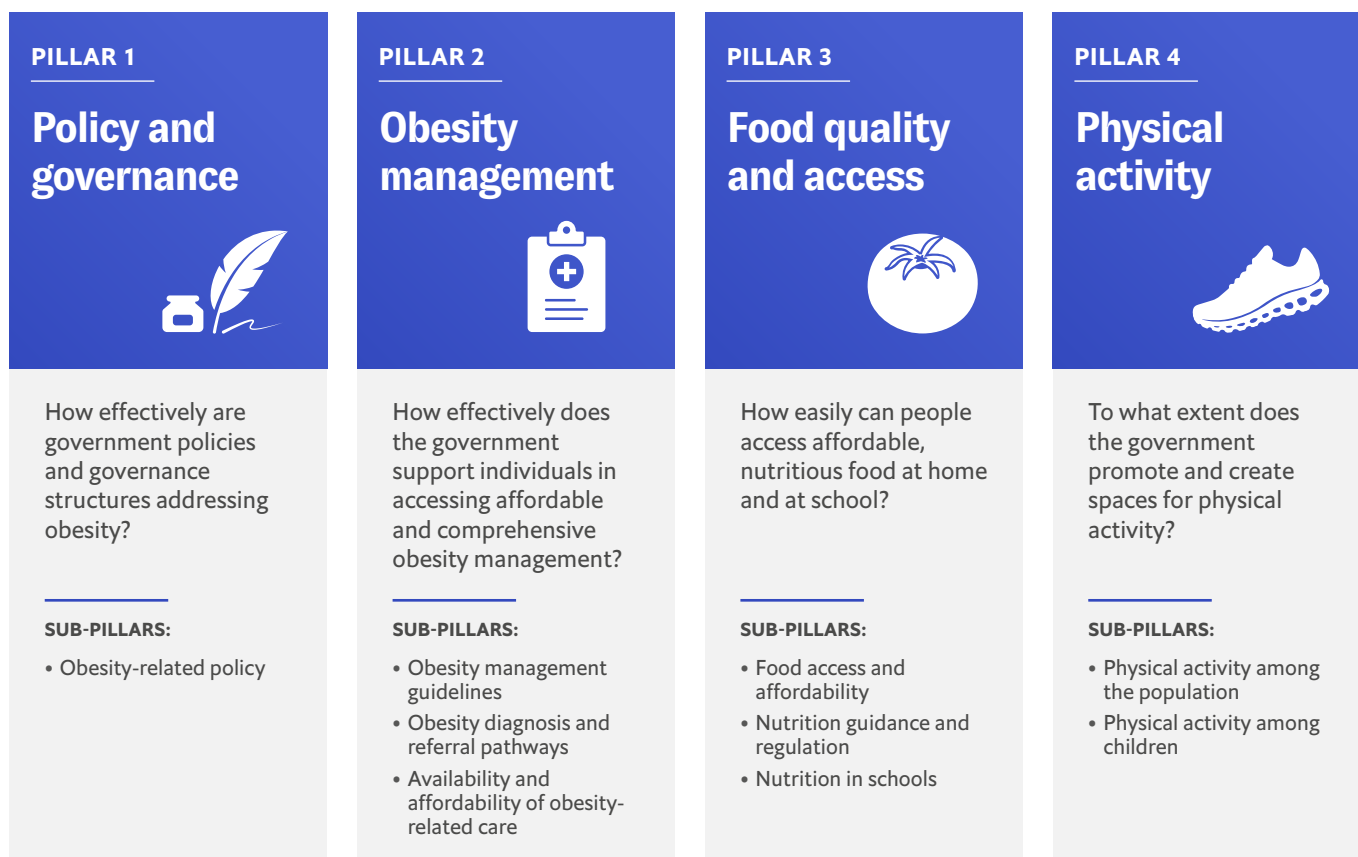 PILLAR 1
Policy and
governance
How effectively are
government policies
and governance
structures addressing
obesity?
SUB-PILLARS:
• Obesity-related policy
PILLAR 2
Obesity
management
How effectively does
the government
support individuals in
accessing affordable
and comprehensive
obesity management?
SUB-PILLARS:
• Obesity management
guidelines
• Obesity diagnosis and
referral pathways
• Availability and
affordability of obesity-
related care
PILLAR 3
Food quality
and access
How easily can people
access affordable,
nutritious food at home
and at school?
SUB-PILLARS:
• Food access and
affordability
• Nutrition guidance and
regulation
• Nutrition in schools
PILLAR 4
Physical
activity
To what extent does
the government
promote and create
spaces for physical
activity?
SUB-PILLARS:
• Physical activity among
the population
• Physical activity among
children